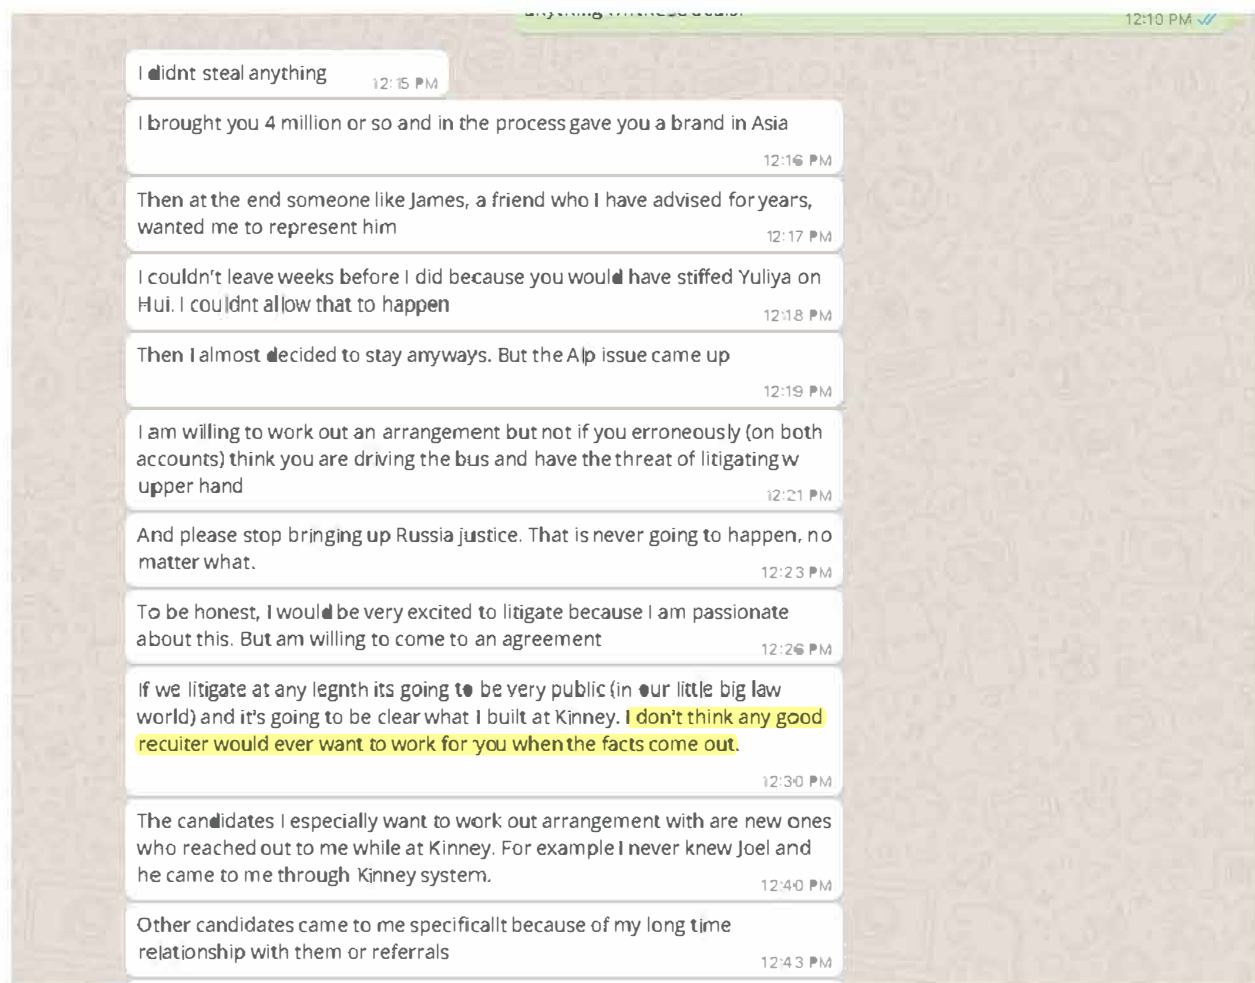 12:10 PM
I didnt steal anything
12:15 PM
I brought you 4 million or so and in the process gave you a brand in Asia
12:16 PM
Then at the end someone like James, a friend who I have advised for years,
wanted me to represent him
12:17 PM
I couldn't leave weeks before I did because you would have stiffed Yuliya on
Hui. I couldnt allow that to happen
12:18 PM
Then I almost decided to stay anyways. But the Alp issue came up
12:19 PM
I am willing to work out an arrangement but not if you erroneously (on both
accounts) think you are driving the bus and have the threat of litigating w
upper hand
12:21 PM
And please stop bringing up Russia justice. That is never going to happen, no
matter what.
12:23 PM
To be honest, I would be very excited to litigate because I am passionate
about this. But am willing to come to an agreement
12:26 PM
If we litigate at any legnth its going to be very public (in our little big law
world) and it's going to be clear what I built at Kinney. I don't think any good
recuiter would ever want to work for you when the facts come out.
12:30 PM
The candidates I especially want to work out arrangement with are new ones
who reached out to me while at Kinney. For example I never knew Joel and
he came to me through Kinney system.
12:40 PM
Other candidates came to me specificallt because of my long time
relationship with them or referrals
12:43 PM